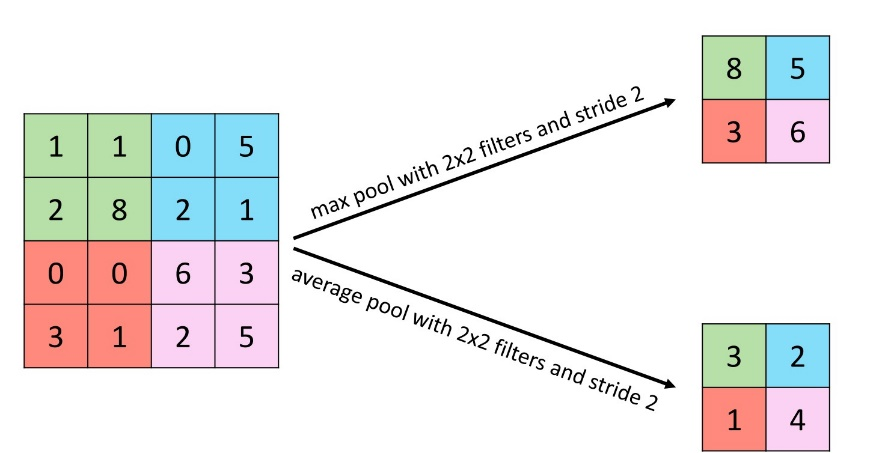 1 1 0 5
2 8 2 1
0 0 6 3
3 1 2 5
max pool with 2x2 filters and stride 2
8 5
3 6
average pool with 2x2 filters and stride 2
3 2
1 4